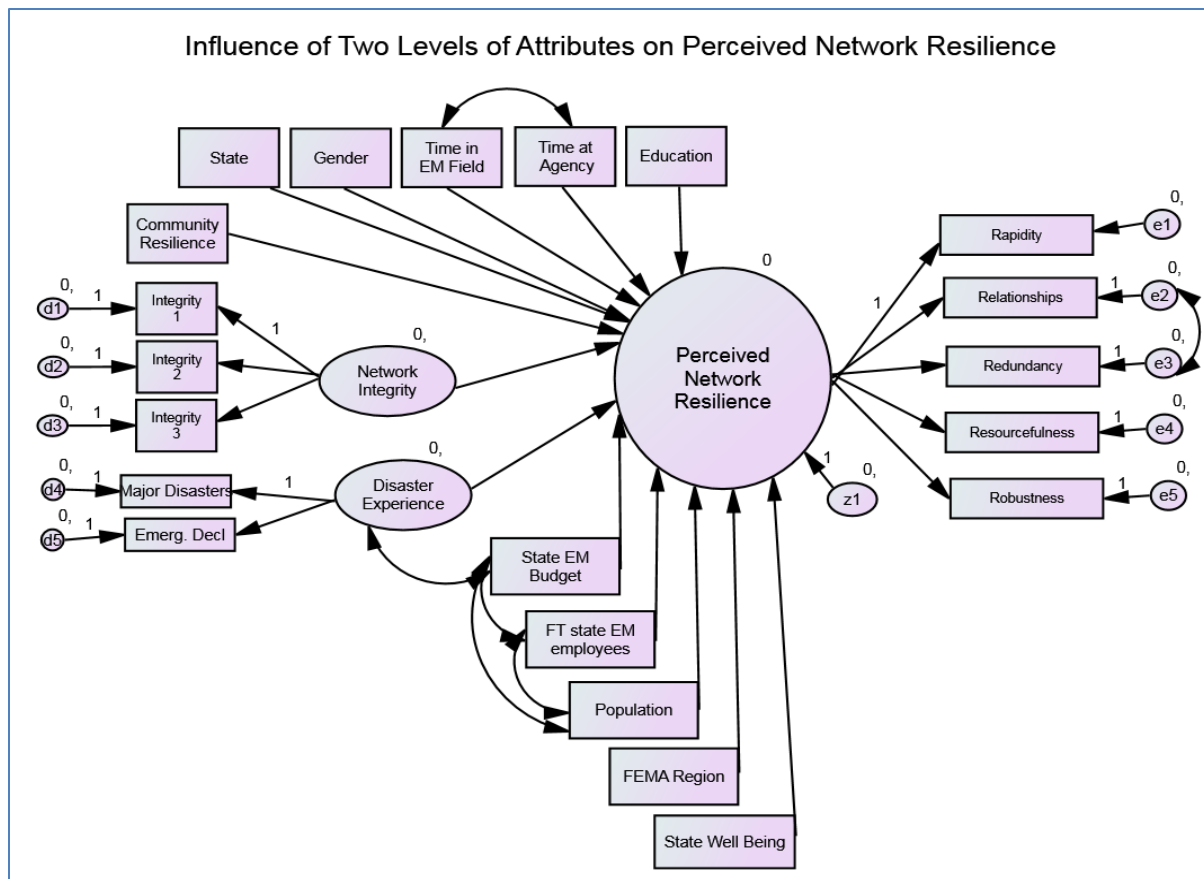 Influence of Two Levels of Attributes on Perceived Network Resilience
State
Gender
Time in
EM Field
Time at
Agency
Education
Community
Resilience
0,
d1
1
Integrity
1
1
0,
d2
1
Integrity
2
0,
d3
1
Integrity
3
0,
Network
Integrity
0,
d4
1
Major Disasters
1
0,
d5
1
Emerg. Decl
0,
Disaster
Experience
State EM
Budget
FT state EM
employees
Population
FEMA Region
State Well Being
0
Perceived
Network
Resilience
1
0,
z1
1
Rapidity
0,
e1
Relationships
1
0,
e2
Redundancy
1
0,
e3
Resourcefulness
1
0,
e4
Robustness
1
0,
e5